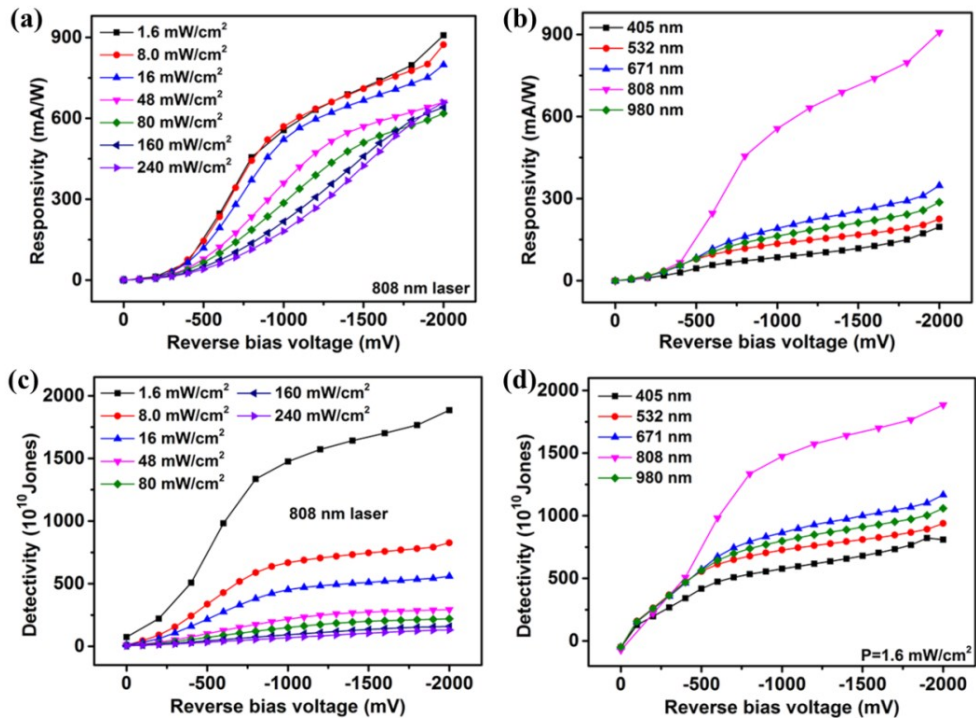 (a)
1.6 mW/cm²
8.0 mW/cm²
16 mW/cm²
48 mW/cm²
80 mW/cm²
160 mW/cm²
240 mW/cm²
808 nm laser
Responsivity (mA/W)
900
600
300
0
0 -500 -1000 -1500 -2000
Reverse bias voltage (mV)
(b)
405 nm
532 nm
671 nm
808 nm
980 nm
Responsivity (mA/W)
900
600
300
0
0 -500 -1000 -1500 -2000
Reverse bias voltage (mV)
(c)
1.6 mW/cm² 160 mW/cm²
8.0 mW/cm² 240 mW/cm²
16 mW/cm²
48 mW/cm²
80 mW/cm²
808 nm laser
Detectivity (10¹⁰Jones)
2000
1500
1000
500
0
0 -500 -1000 -1500 -2000
Reverse bias voltage (mV)
(d)
405 nm
532 nm
671 nm
808 nm
980 nm
P=1.6 mW/cm²
Detectivity (10¹⁰Jones)
2000
1500
1000
500
0
0 -500 -1000 -1500 -2000
Reverse bias voltage (mV)